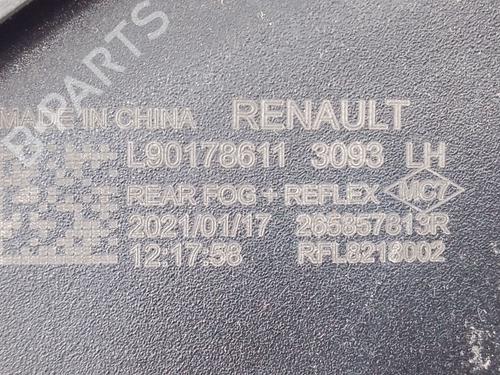 B-PARTS
MADE IN CHINA RENAULT
L90178611 3093 LH
REAR FOG + REFLEX MC7
2021/01/17 265857813R
12:17:58 RFL8218002